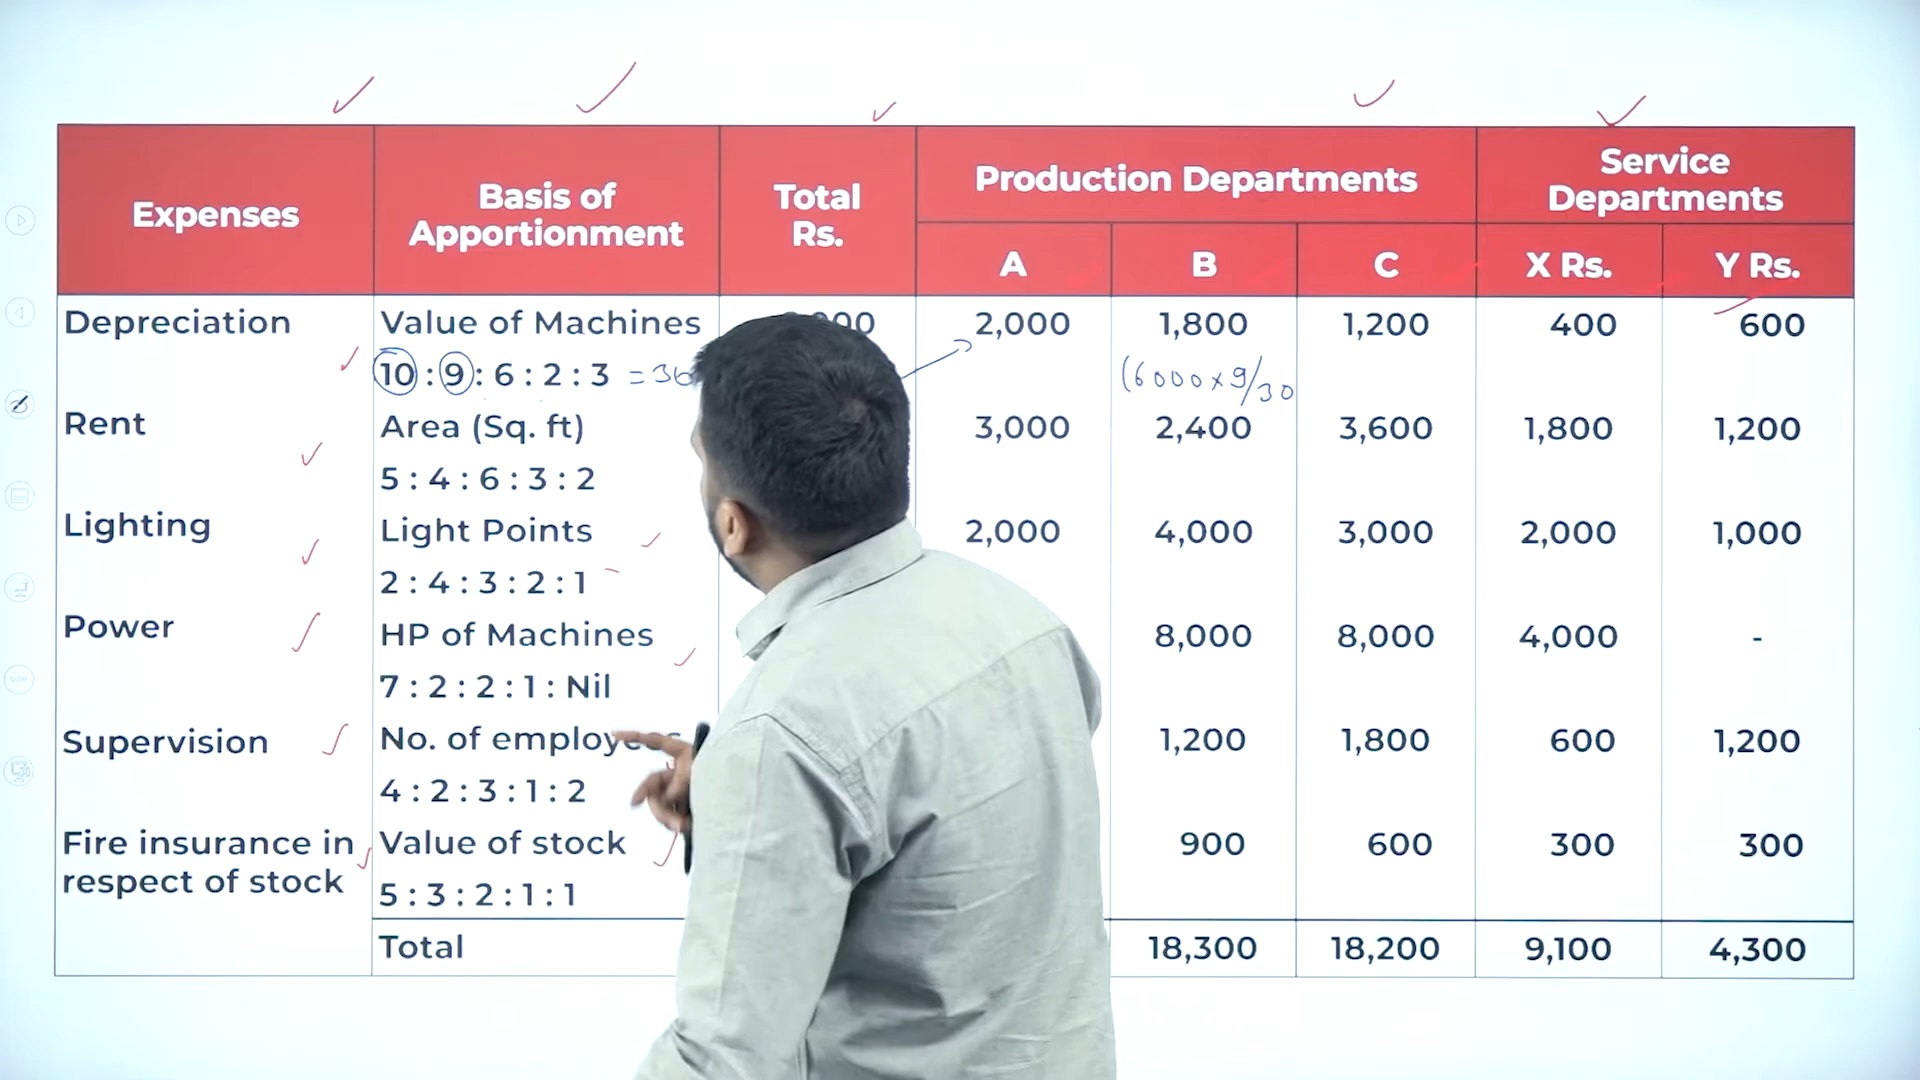 Expenses
Basis of Apportionment
Total Rs.
Production Departments
Service Departments
A B C X Rs. Y Rs.
Depreciation Value of Machines 2,000 1,800 1,200 400 600
10 : 9 : 6 : 2 : 3 = 30 (6000 x 9/30
Rent Area (Sq. ft) 3,000 2,400 3,600 1,800 1,200
5 : 4 : 6 : 3 : 2
Lighting Light Points 2,000 4,000 3,000 2,000 1,000
2 : 4 : 3 : 2 : 1
Power HP of Machines 8,000 8,000 4,000 -
7 : 2 : 2 : 1 : Nil
Supervision No. of 1,200 1,800 600 1,200
4 : 2 : 3 : 1 : 2
Fire insurance in Value of stock 900 600 300 300
respect of stock
5 : 3 : 2 : 1 : 1
Total 18,300 18,200 9,100 4,300